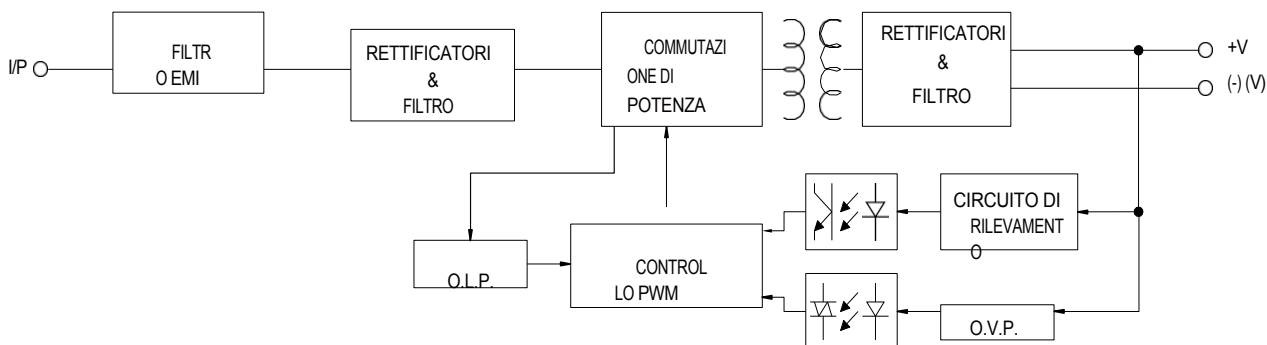 I/P
FILTR
O EMI
RETTIFICATORI
&
FILTRO
COMMUTAZI
ONE DI
POTENZA
RETTIFICATORI
&
FILTRO
+V
(-) (V)
O.L.P.
CONTROL
LO PWM
CIRCUITO DI
RILEVAMENT
O
O.V.P.